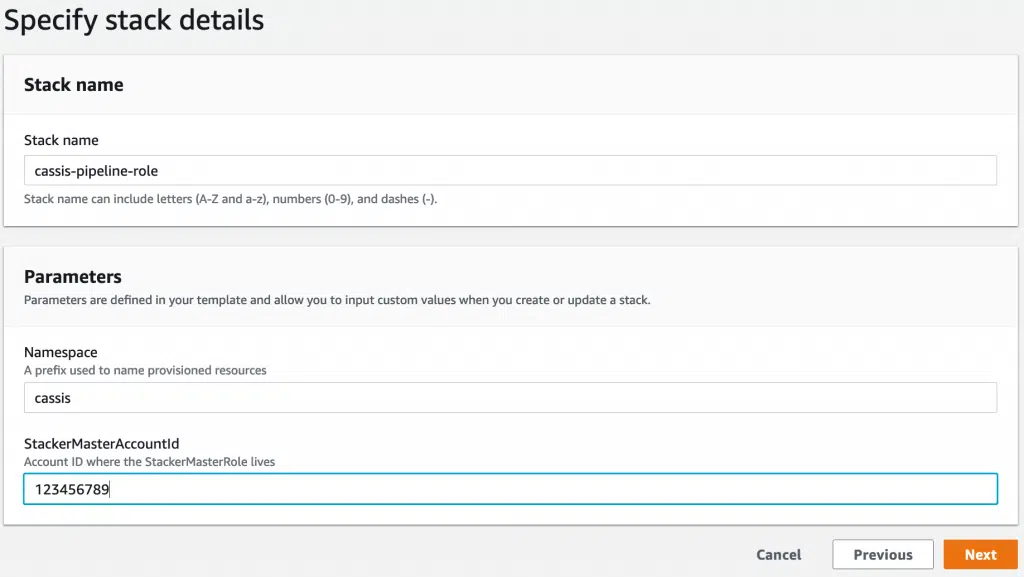 Specify stack details
Stack name
Stack name
cassis-pipeline-role
Stack name can include letters (A-Z and a-z), numbers (0-9), and dashes (-).
Parameters
Parameters are defined in your template and allow you to input custom values when you create or update a stack.
Namespace
A prefix used to name provisioned resources
cassis
StackerMasterAccountId
Account ID where the StackerMasterRole lives
123456789
Cancel Previous Next